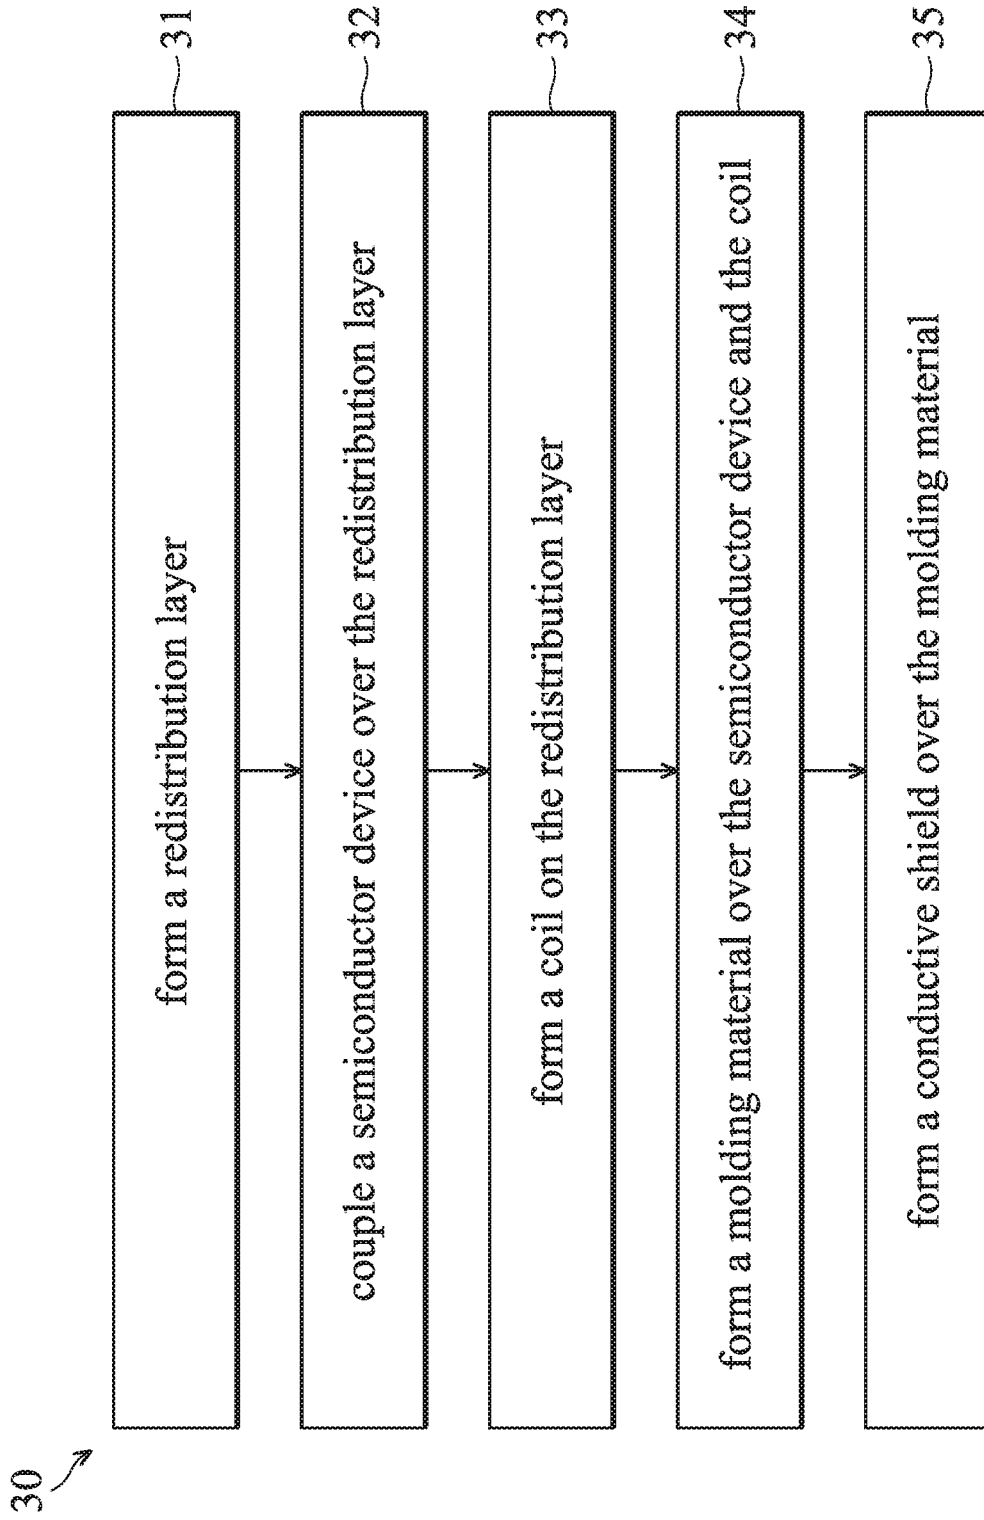 30
form a redistribution layer
31
couple a semiconductor device over the redistribution layer
32
form a coil on the redistribution layer
33
form a molding material over the semiconductor device and the coil
34
form a conductive shield over the molding material
35